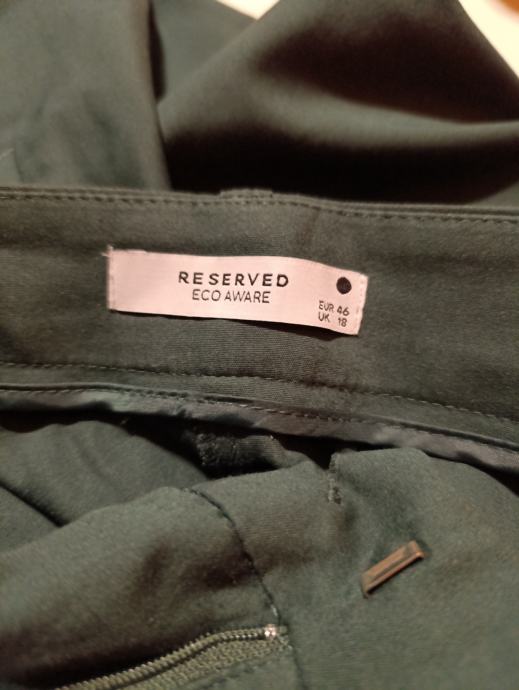 RESERVED
ECO AWARE
EUR 46
UK 18